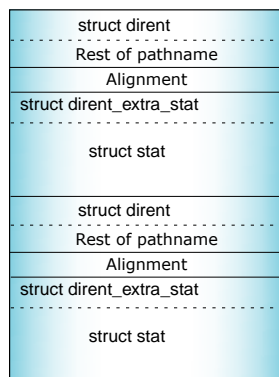 struct dirent
Rest of pathname
Alignment
struct dirent_extra_stat
struct stat
struct dirent
Rest of pathname
Alignment
struct dirent_extra_stat
struct stat